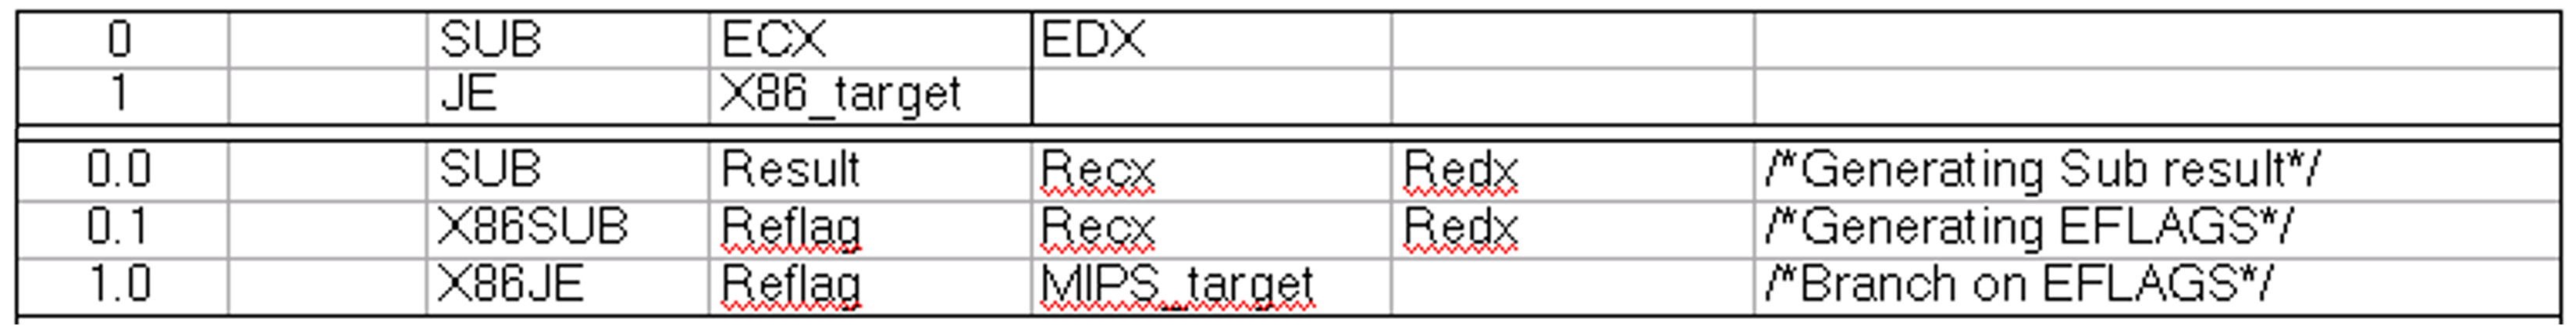 0 SUB ECX EDX
1 JE X86_target
0.0 SUB Result Recx Redx /*Generating Sub result*/
0.1 X86SUB Reflag Recx Redx /*Generating EFLAGS*/
1.0 X86JE Reflag MIPS_target /*Branch on EFLAGS*/